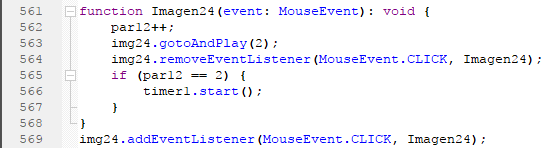 561 function Imagen24(event: MouseEvent): void {
562 par12++;
563 img24.gotoAndPlay(2);
564 img24.removeEventListener(MouseEvent.CLICK, Imagen24);
565 if (par12 == 2) {
566 timer1.start();
567 }
568 }
569 img24.addEventListener(MouseEvent.CLICK, Imagen24);